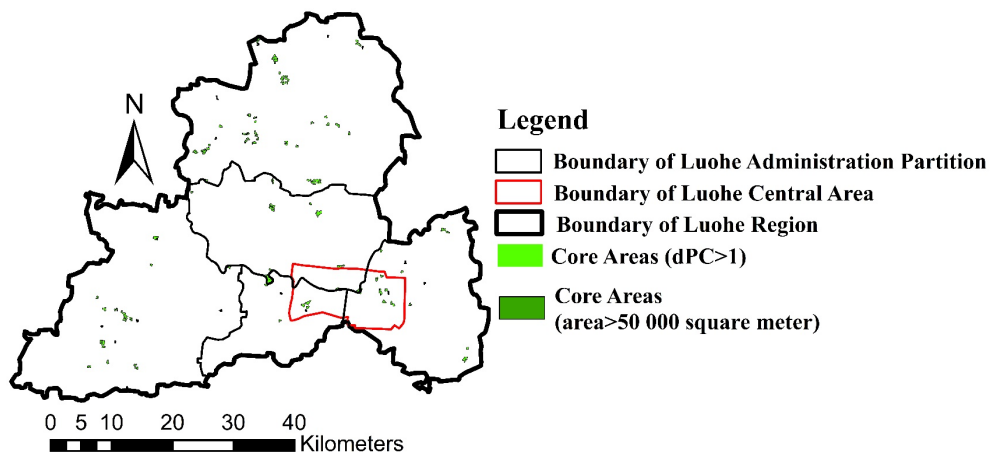 N
Legend
Boundary of Luohe Administration Partition
Boundary of Luohe Central Area
Boundary of Luohe Region
Core Areas (dPC>1)
Core Areas
(area>50 000 square meter)
0 5 10 20 30 40
Kilometers